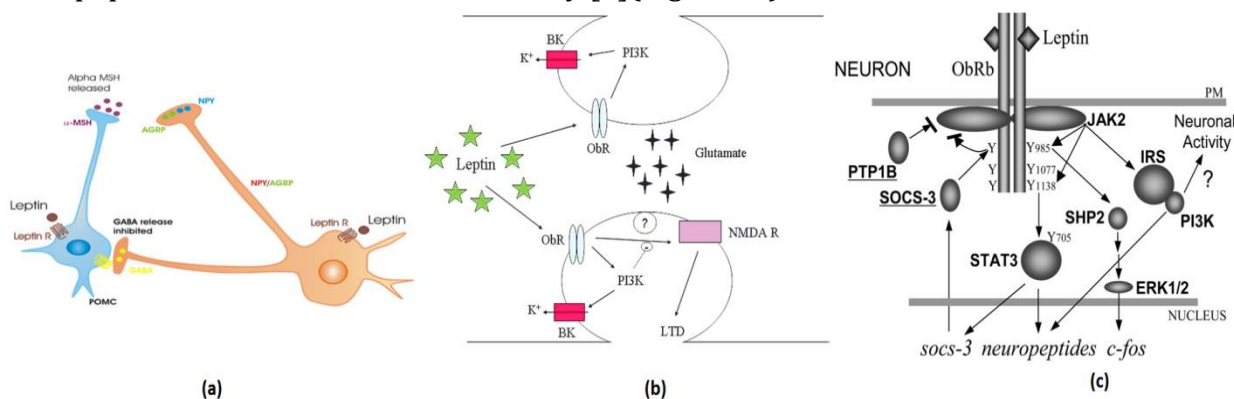 Alpha MSH
released
α-MSH
NPY
AGRP
NPY/AGRP
Leptin
Leptin R
GABA release
inhibited
GABA
POMC
Leptin R
Leptin
(a)
BK
K+
PI3K
ObR
Leptin
Glutamate
ObR
?
NMDA R
-
PI3K
K+
BK
LTD
(b)
Leptin
ObRb
NEURON
PM
JAK2
Neuronal
Activity
?
PTP1B
Y Y985
Y Y1077
Y Y1138
IRS
PI3K
SOCS-3
SHP2
Y705
STAT3
ERK1/2
NUCLEUS
socs-3 neuropeptides c-fos
(c)